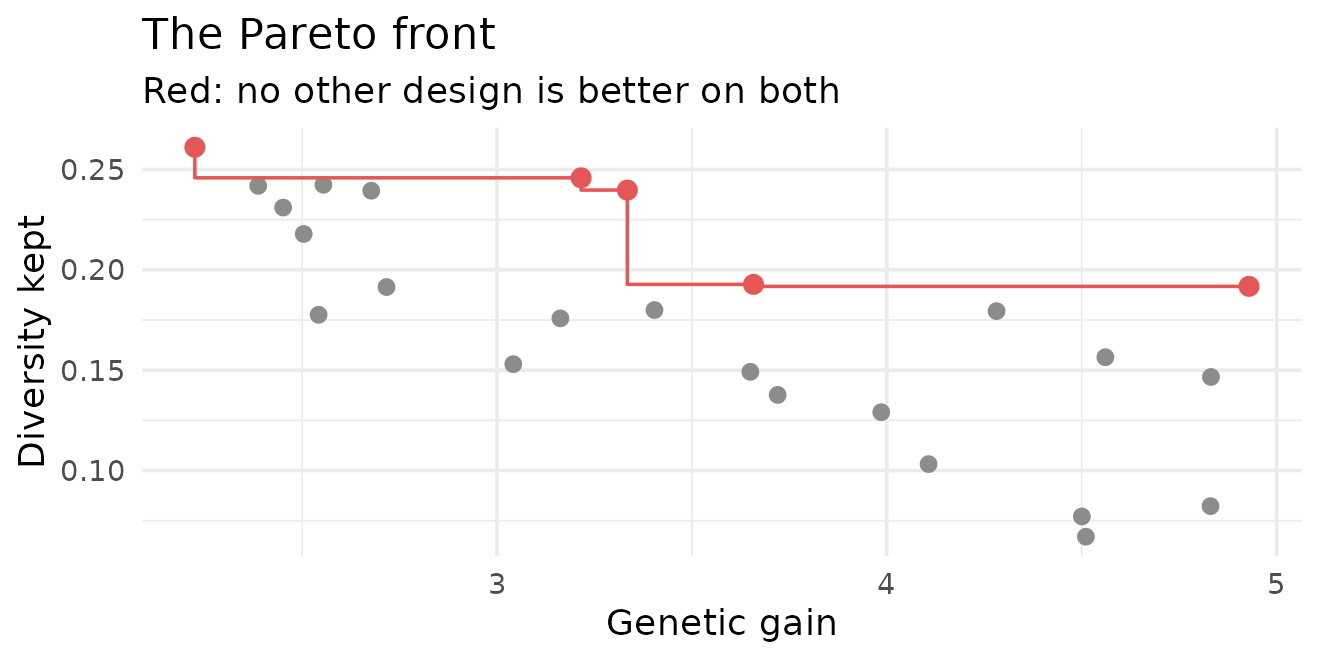 The Pareto front
Red: no other design is better on both
Diversity kept
0.25
0.20
0.15
0.10
3
4
5
Genetic gain